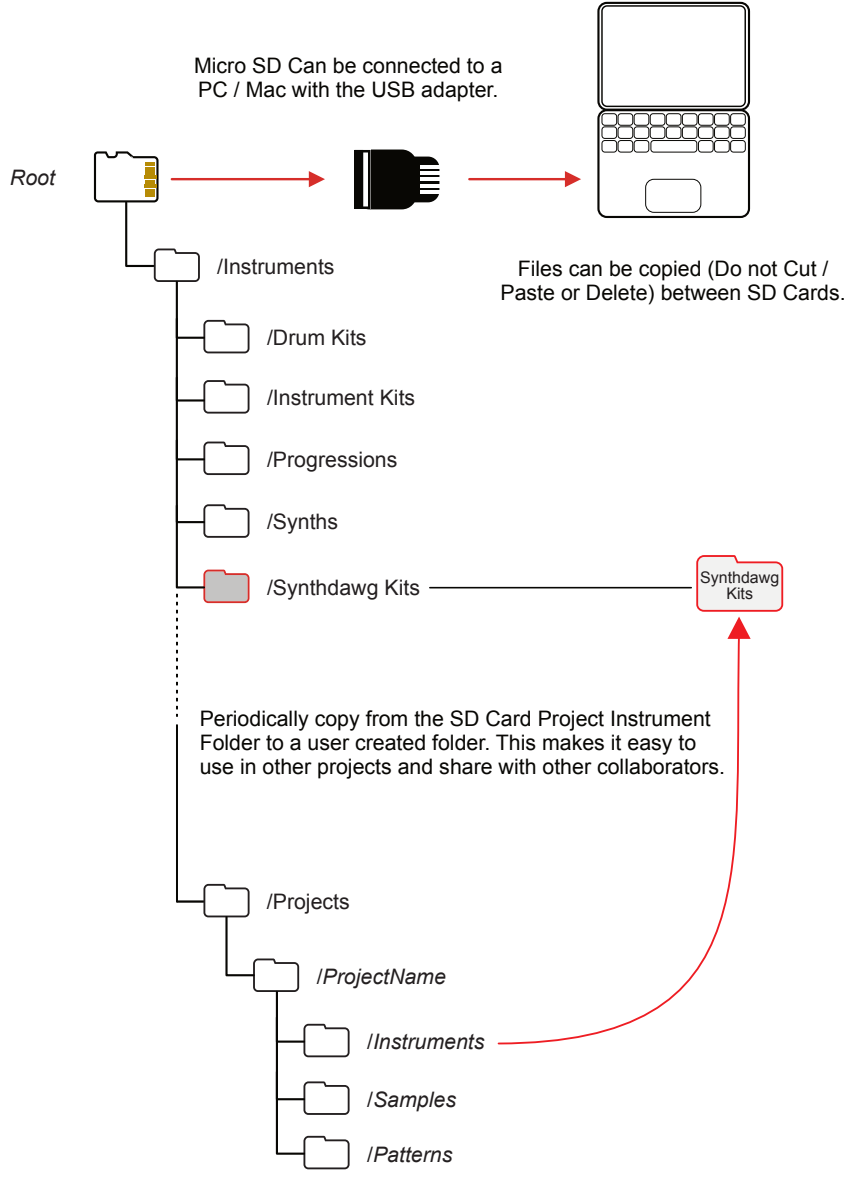 Micro SD Can be connected to a
PC / Mac with the USB adapter.
Root
/Instruments
Files can be copied (Do not Cut /
Paste or Delete) between SD Cards.
/Drum Kits
/Instrument Kits
/Progressions
/Synths
/Synthdawg Kits
Synthdawg
Kits
Periodically copy from the SD Card Project Instrument
Folder to a user created folder. This makes it easy to
use in other projects and share with other collaborators.
/Projects
/ProjectName
/Instruments
/Samples
/Patterns